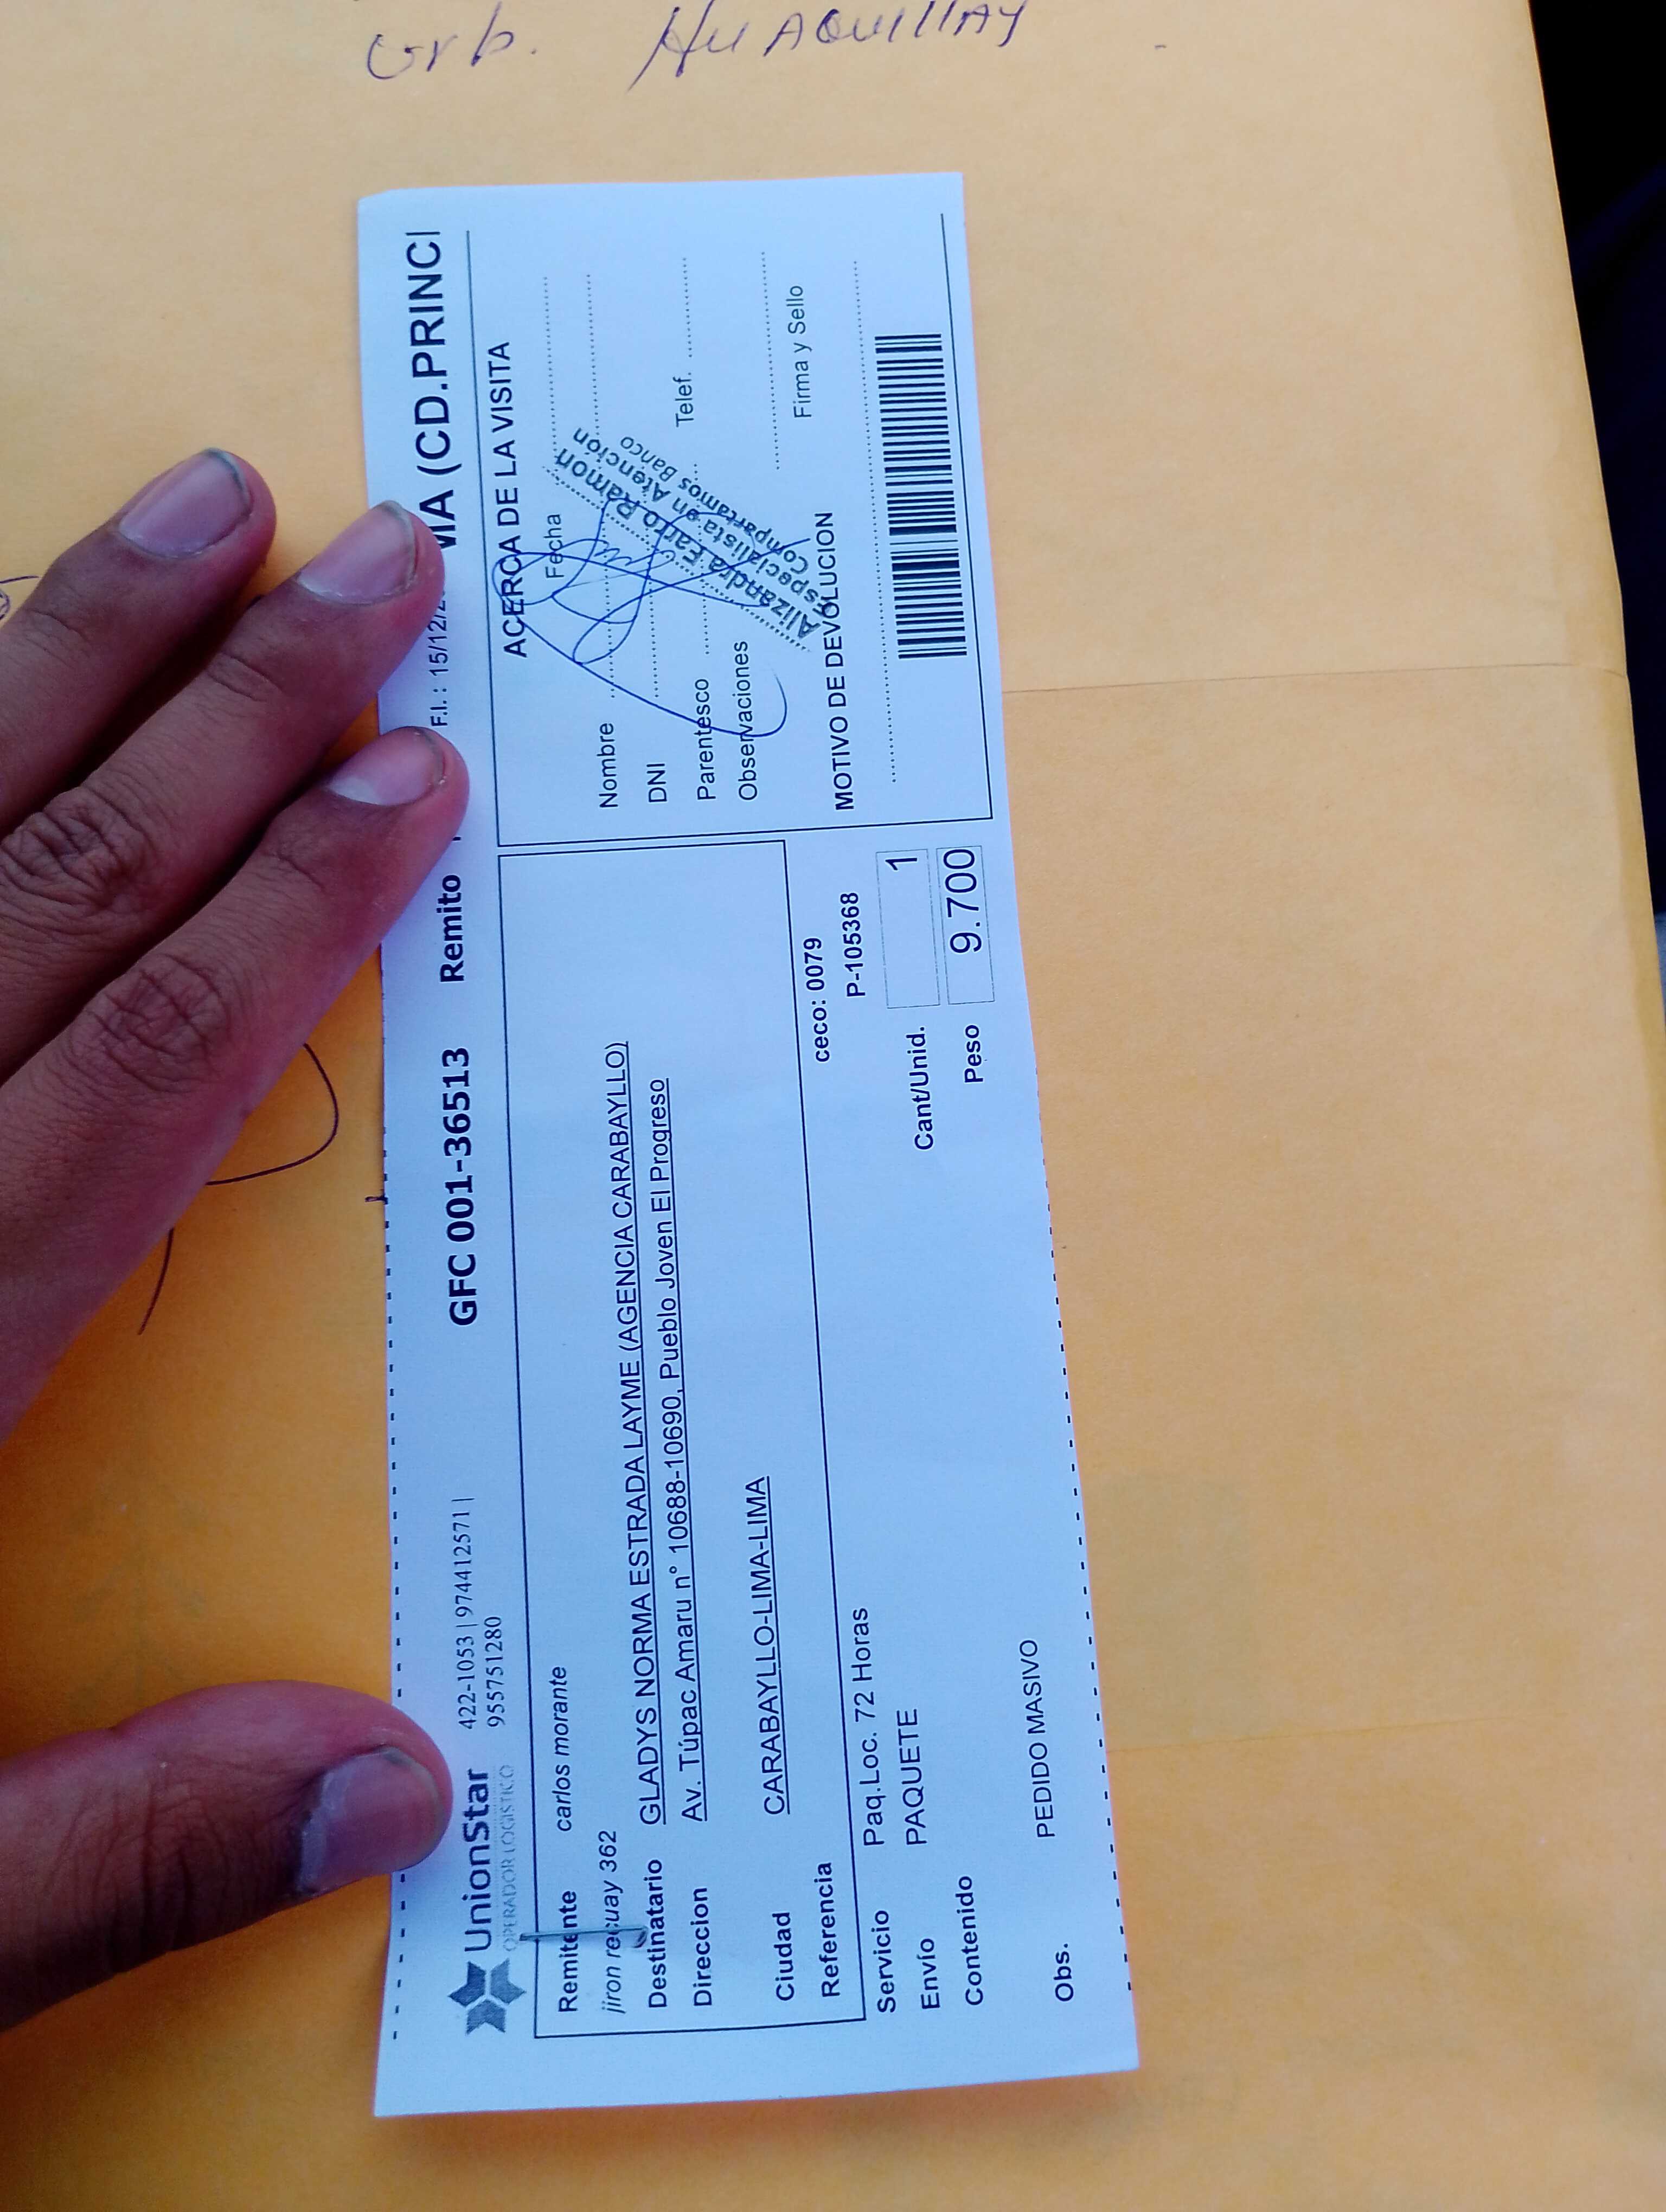 Urb. HUAQUILLAY
UnionStar
OPERADOR LOGISTICO
422-1053 | 974412571 |
955751280
GFC 001-36513 Remito
F.I. : 15/12/2
VIA (CD.PRINCI
Remitente carlos morante
jiron recuay 362
Destinatario GLADYS NORMA ESTRADA LAYME (AGENCIA CARABAYLLO)
Direccion Av. Túpac Amaru n° 10688-10690, Pueblo Joven El Progreso
Ciudad CARABAYLLO-LIMA-LIMA
Referencia
ceco: 0079
Servicio Paq.Loc. 72 Horas
P-105368
Envío PAQUETE
Cant/Unid. 1
Contenido
Peso 9.700
Obs. PEDIDO MASIVO
ACERCA DE LA VISITA
Fecha
Nombre
DNI
Parentesco Telef.
Observaciones
Firma y Sello
MOTIVO DE DEVOLUCION
Alizandra Ramon
Especialista en Atención
Compartamos Banco